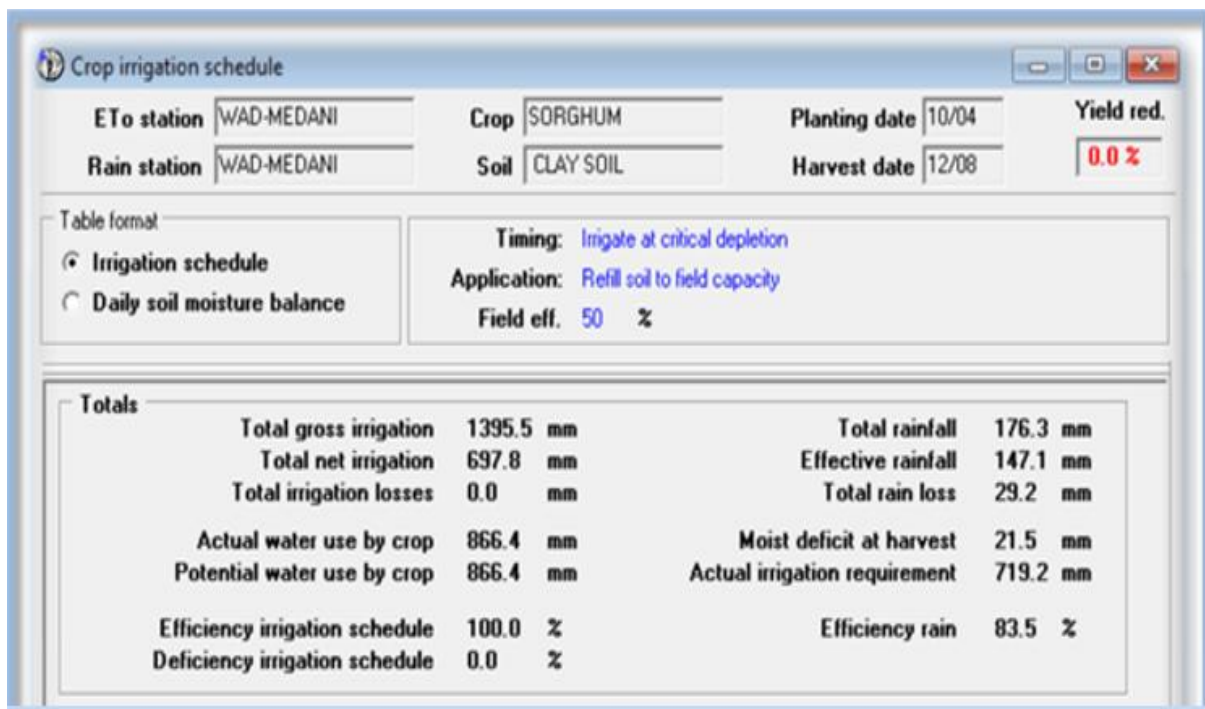 Crop irrigation schedule
ETo station WAD-MEDANI Crop SORGHUM Planting date 10/04 Yield red.
Rain station WAD-MEDANI Soil CLAY SOIL Harvest date 12/08 0.0 %
Table format
Irrigation schedule
Daily soil moisture balance
Timing: Irrigate at critical depletion
Application: Refill soil to field capacity
Field eff. 50 %
Totals
Total gross irrigation 1395.5 mm Total rainfall 176.3 mm
Total net irrigation 697.8 mm Effective rainfall 147.1 mm
Total irrigation losses 0.0 mm Total rain loss 29.2 mm
Actual water use by crop 866.4 mm Moist deficit at harvest 21.5 mm
Potential water use by crop 866.4 mm Actual irrigation requirement 719.2 mm
Efficiency irrigation schedule 100.0 % Efficiency rain 83.5 %
Deficiency irrigation schedule 0.0 %